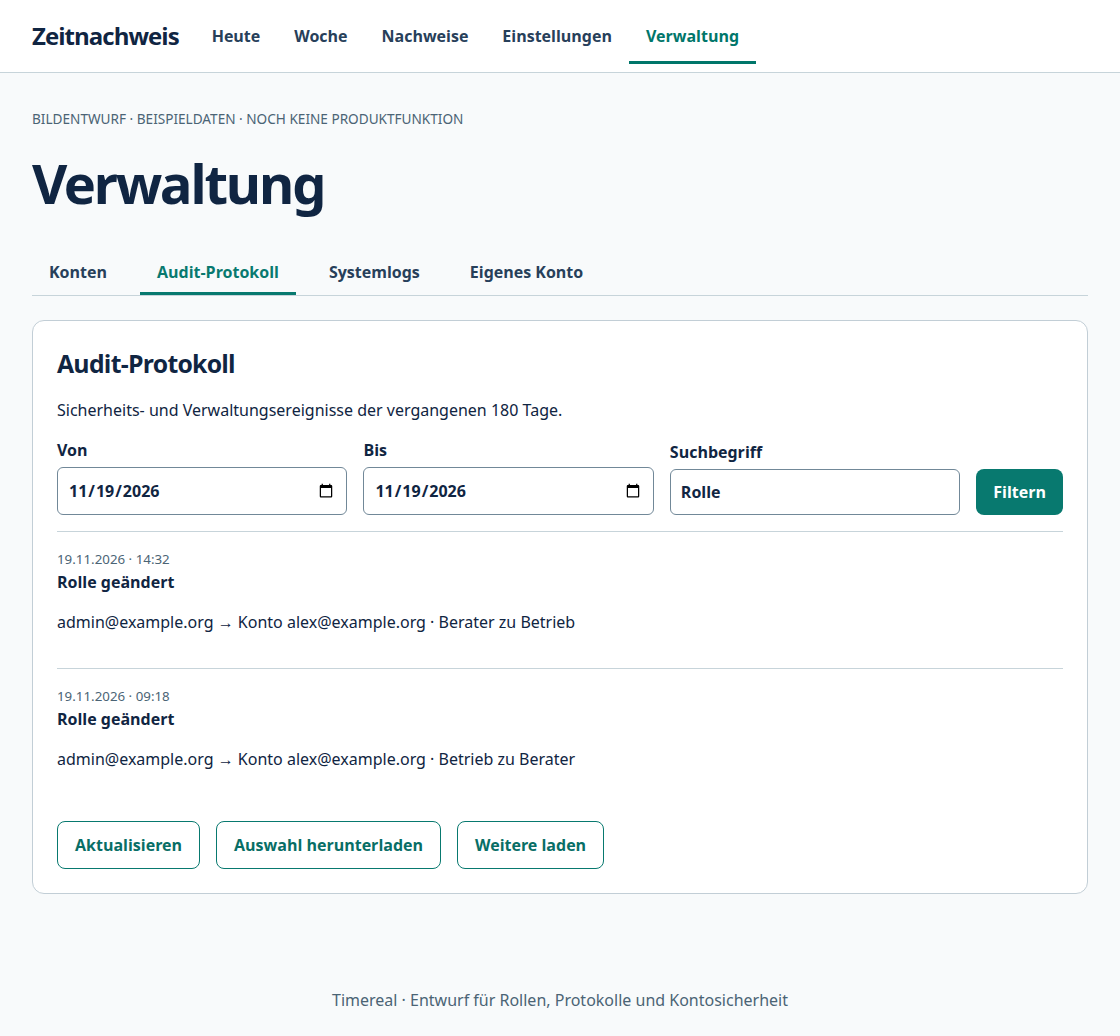 Zeitnachweis Heute Woche Nachweise Einstellungen Verwaltung
BILDENTWURF · BEISPIELDATEN · NOCH KEINE PRODUKTFUNKTION
Verwaltung
Konten Audit-Protokoll Systemlogs Eigenes Konto
Audit-Protokoll
Sicherheits- und Verwaltungsereignisse der vergangenen 180 Tage.
Von Bis Suchbegriff
11/19/2026 11/19/2026 Rolle Filtern
19.11.2026 · 14:32
Rolle geändert
admin@example.org → Konto alex@example.org · Berater zu Betrieb
19.11.2026 · 09:18
Rolle geändert
admin@example.org → Konto alex@example.org · Betrieb zu Berater
Aktualisieren Auswahl herunterladen Weitere laden
Timereal · Entwurf für Rollen, Protokolle und Kontosicherheit